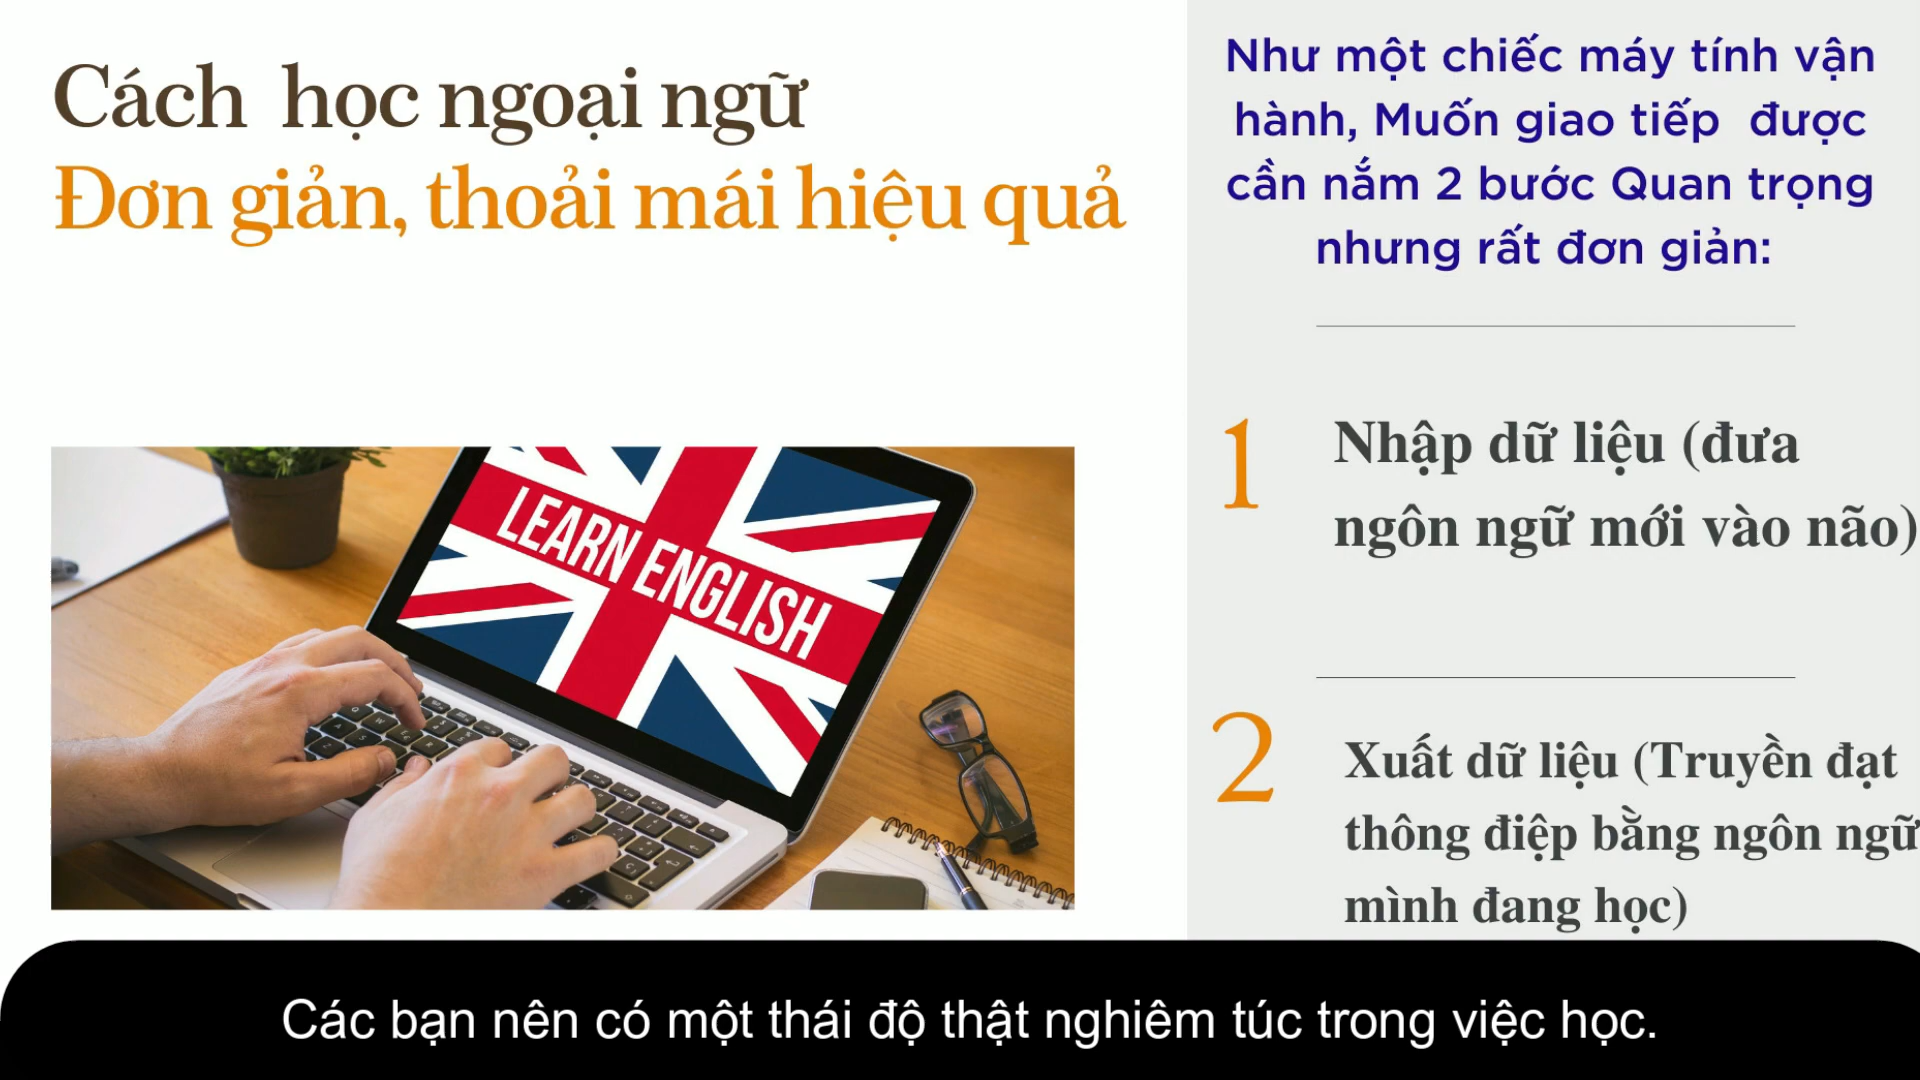 Cách học ngoại ngữ
Đơn giản, thoải mái hiệu quả
LEARN ENGLISH
Như một chiếc máy tính vận
hành, Muốn giao tiếp được
cần nắm 2 bước Quan trọng
nhưng rất đơn giản:
1
Nhập dữ liệu (đưa
ngôn ngữ mới vào não)
2
Xuất dữ liệu (Truyền đạt
thông điệp bằng ngôn ngữ
mình đang học)
Các bạn nên có một thái độ thật nghiêm túc trong việc học.